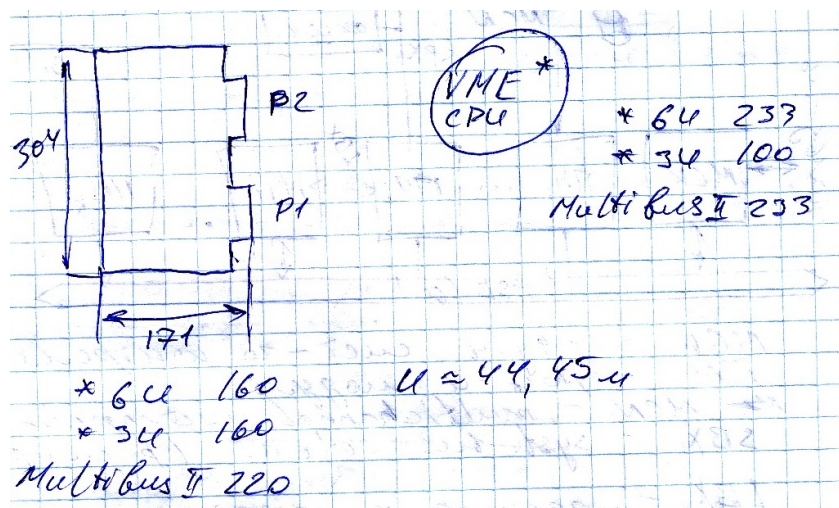 304
P2
P1
171
VME *
CPU
* 6U 233
* 3U 100
Multibus II 233
* 6U 160
* 3U 160
Multibus II 220
U ≈ 44,45 м